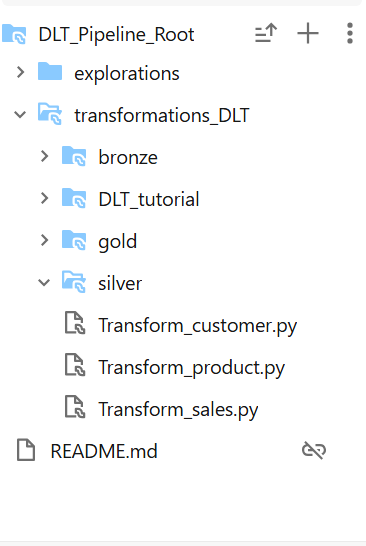 DLT_Pipeline_Root
explorations
transformations_DLT
bronze
DLT_tutorial
gold
silver
Transform_customer.py
Transform_product.py
Transform_sales.py
README.md